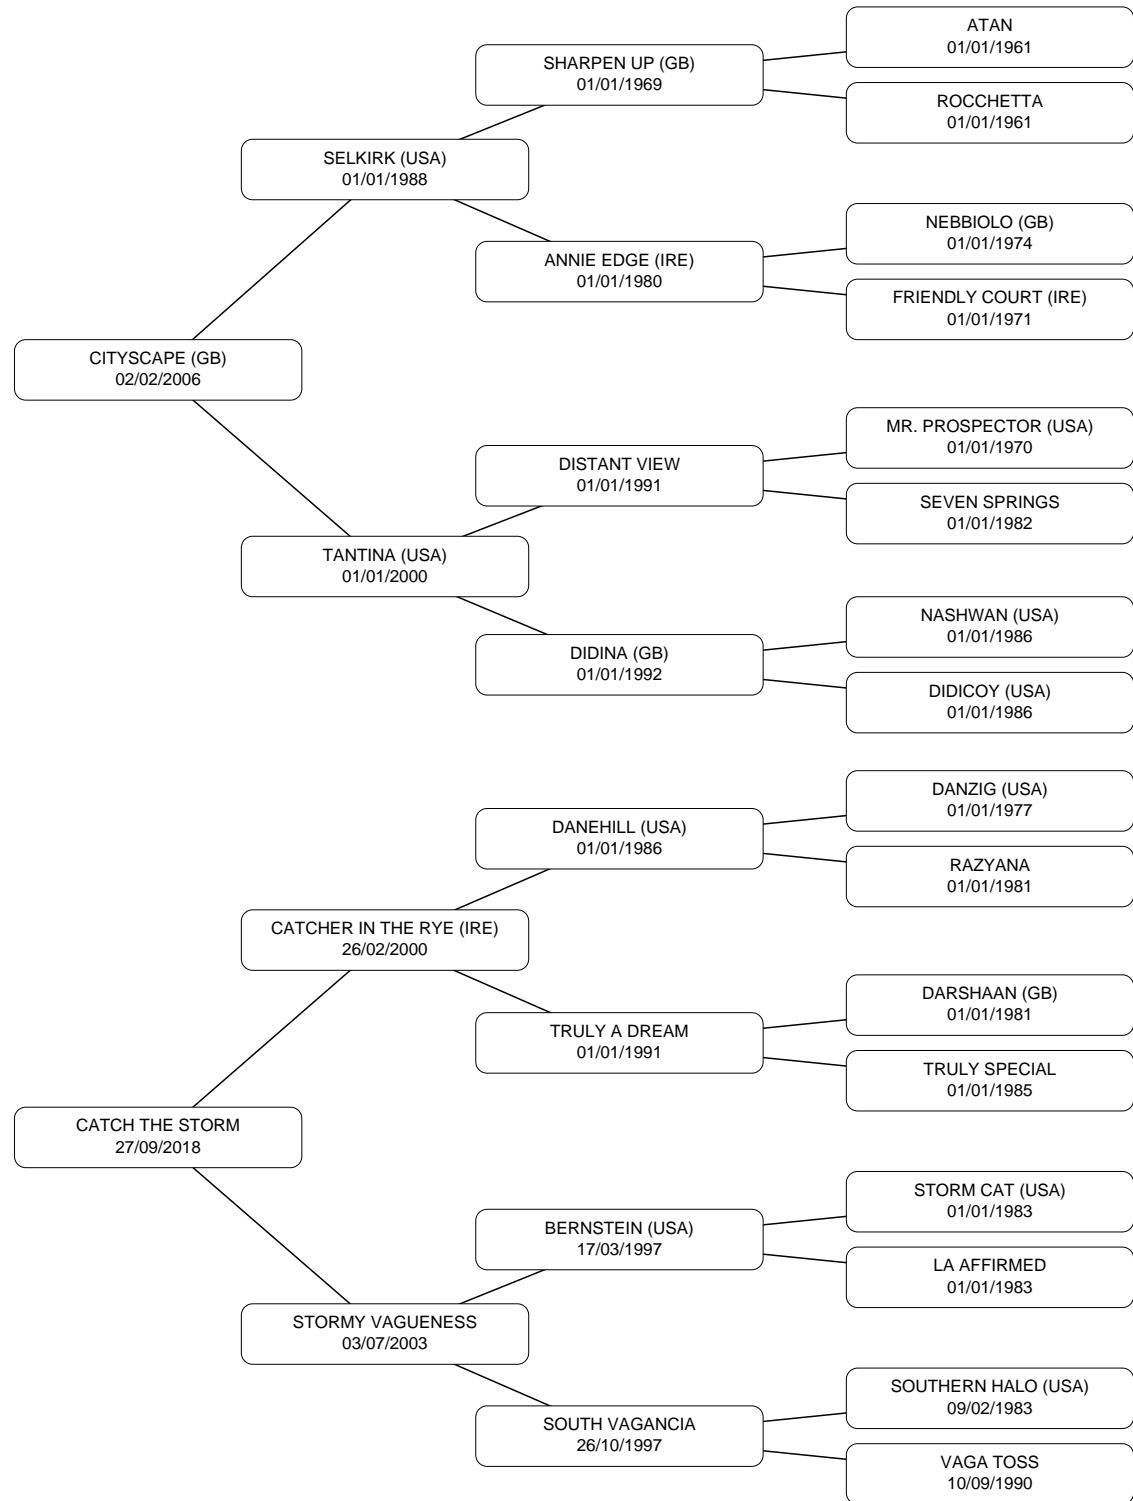 ATAN
01/01/1961
SHARPEN UP (GB)
01/01/1969
ROCCHETTA
01/01/1961
SELKIRK (USA)
01/01/1988
NEBBIOLO (GB)
01/01/1974
ANNIE EDGE (IRE)
01/01/1980
FRIENDLY COURT (IRE)
01/01/1971
CITYSCAPE (GB)
02/02/2006
MR. PROSPECTOR (USA)
01/01/1970
DISTANT VIEW
01/01/1991
SEVEN SPRINGS
01/01/1982
TANTINA (USA)
01/01/2000
NASHWAN (USA)
01/01/1986
DIDINA (GB)
01/01/1992
DIDICOY (USA)
01/01/1986
DANZIG (USA)
01/01/1977
DANEHILL (USA)
01/01/1986
RAZYANA
01/01/1981
CATCHER IN THE RYE (IRE)
26/02/2000
DARSHAAN (GB)
01/01/1981
TRULY A DREAM
01/01/1991
TRULY SPECIAL
01/01/1985
CATCH THE STORM
27/09/2018
STORM CAT (USA)
01/01/1983
BERNSTEIN (USA)
17/03/1997
LA AFFIRMED
01/01/1983
STORMY VAGUENESS
03/07/2003
SOUTHERN HALO (USA)
09/02/1983
SOUTH VAGANCIA
26/10/1997
VAGA TOSS
10/09/1990